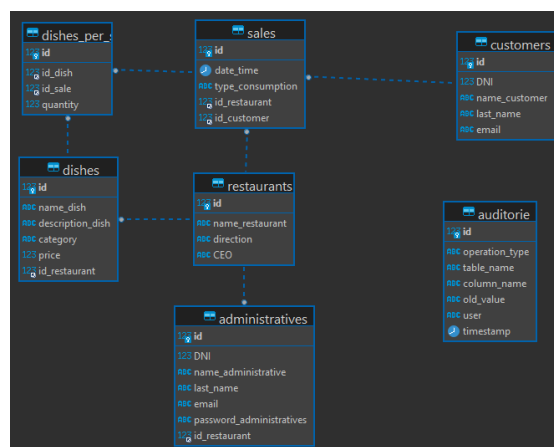 dishes_per_s
123 id
123 id_dish
123 id_sale
123 quantity
sales
123 id
date_time
ABC type_consumption
123 id_restaurant
123 id_customer
customers
123 id
123 DNI
ABC name_customer
ABC last_name
ABC email
dishes
123 id
ABC name_dish
ABC description_dish
ABC category
123 price
123 id_restaurant
restaurants
123 id
ABC name_restaurant
ABC direction
ABC CEO
auditorie
123 id
ABC operation_type
ABC table_name
ABC column_name
ABC old_value
ABC user
timestamp
administratives
123 id
123 DNI
ABC name_administrative
ABC last_name
ABC email
ABC password_administratives
123 id_restaurant